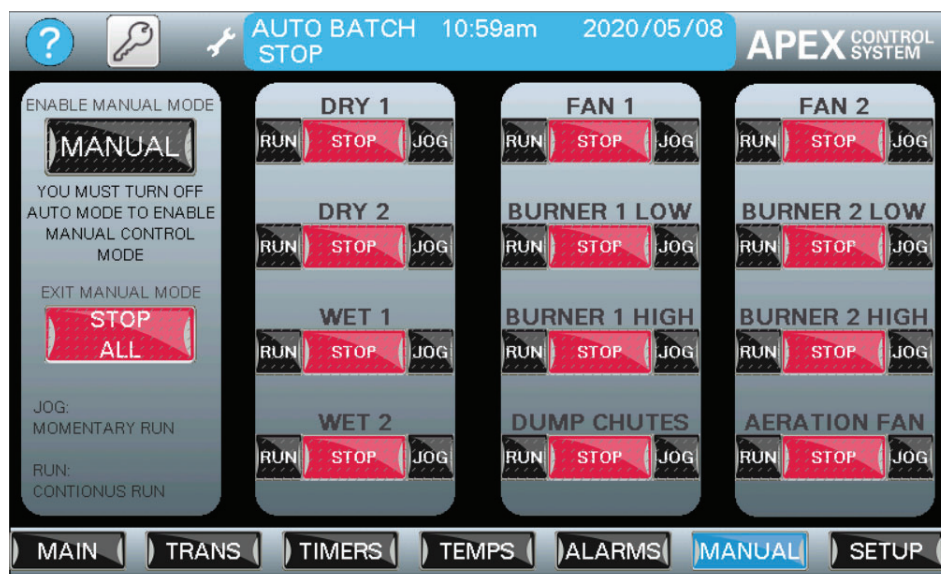 ?
AUTO BATCH 10:59am 2020/05/08
STOP
APEX CONTROL
SYSTEM
ENABLE MANUAL MODE
MANUAL
YOU MUST TURN OFF
AUTO MODE TO ENABLE
MANUAL CONTROL
MODE
EXIT MANUAL MODE
STOP
ALL
JOG:
MOMENTARY RUN
RUN:
CONTIONUS RUN
DRY 1
RUN STOP JOG
DRY 2
RUN STOP JOG
WET 1
RUN STOP JOG
WET 2
RUN STOP JOG
FAN 1
RUN STOP JOG
BURNER 1 LOW
RUN STOP JOG
BURNER 1 HIGH
RUN STOP JOG
DUMP CHUTES
RUN STOP JOG
FAN 2
RUN STOP JOG
BURNER 2 LOW
RUN STOP JOG
BURNER 2 HIGH
RUN STOP JOG
AERATION FAN
RUN STOP JOG
MAIN TRANS TIMERS TEMPS ALARMS MANUAL SETUP